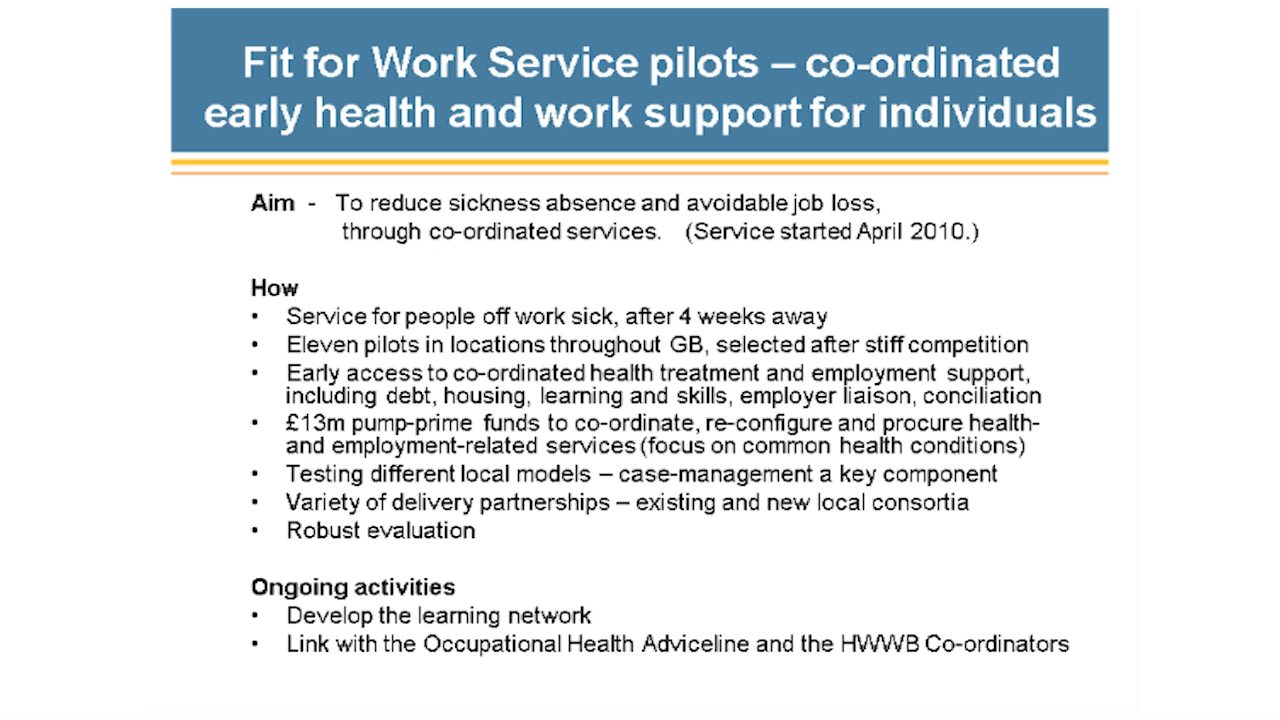 Fit for Work Service pilots – co-ordinated
early health and work support for individuals
Aim - To reduce sickness absence and avoidable job loss,
through co-ordinated services. (Service started April 2010.)
How
• Service for people off work sick, after 4 weeks away
• Eleven pilots in locations throughout GB, selected after stiff competition
• Early access to co-ordinated health treatment and employment support,
including debt, housing, learning and skills, employer liaison, conciliation
• £13m pump-prime funds to co-ordinate, re-configure and procure health-
and employment-related services (focus on common health conditions)
• Testing different local models – case-management a key component
• Variety of delivery partnerships – existing and new local consortia
• Robust evaluation
Ongoing activities
• Develop the learning network
• Link with the Occupational Health Adviceline and the HWWB Co-ordinators